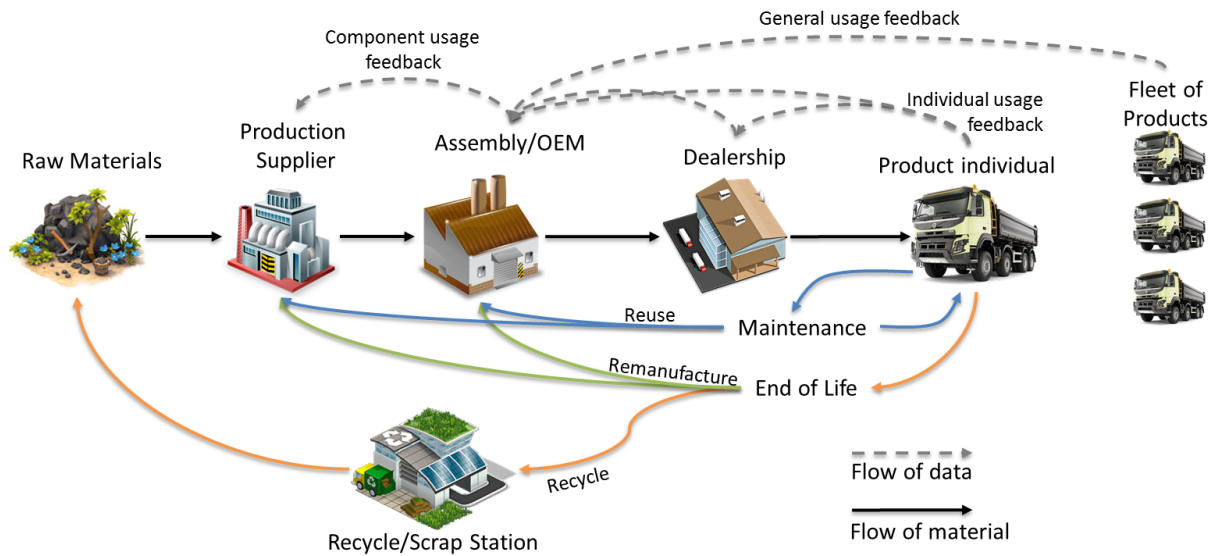 General usage feedback
Component usage
feedback
Individual usage
feedback
Fleet of
Products
Production
Supplier
Assembly/OEM
Raw Materials
Dealership
Product individual
Reuse
Maintenance
Remanufacture
End of Life
Recycle
Flow of data
Flow of material
Recycle/Scrap Station